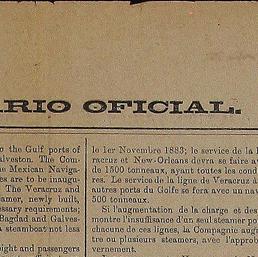 RIO OFICIAL.
the Gulf ports of
alveston. The Com-
e Mexican Naviga-
es are to be inaugu-
The Veracruz and
amer, newly built,
essary requirements;
Bagdad and Galves-
a steamboat not less
ight and passengers
le 1er Novembre 1883; le service de la
racruz et New-Orleans devra se faire av
de 1500 tonneaux, ayant toutes les cond
res. Le service de la ligne de Veracruz à
autres ports du Golfe se fera avec un nav
500 tonneaux.
Si l'augmentation de la charge et des
montre l'insuffisance d'un seul steamer po
chacune de ces lignes, la Compagnie aug
tre ou plusieurs steamers, avec l'approb
vernement.